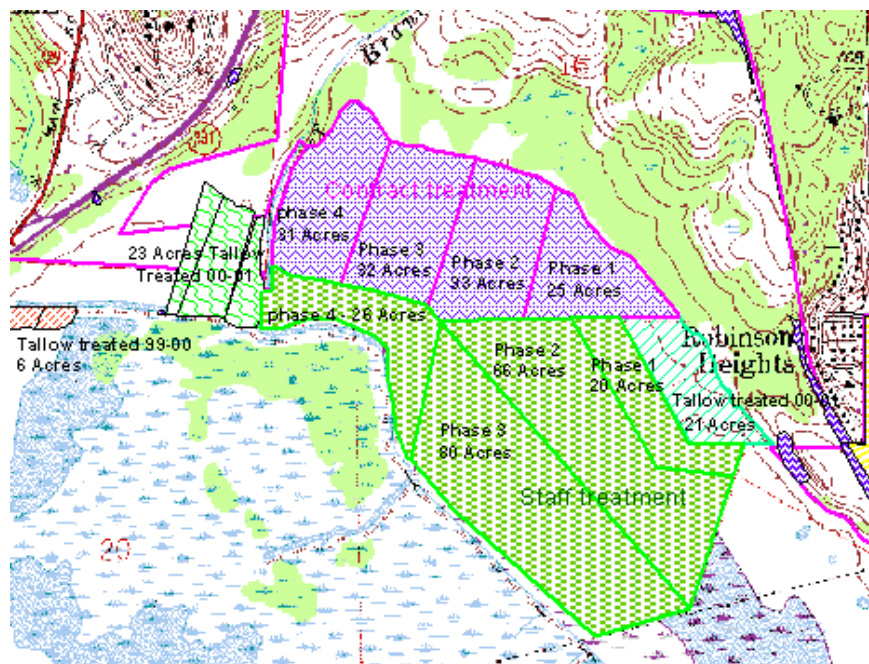 Bran
16
231
Contract treatment
phase 4
31 Acres
Phase 3
32 Acres
Phase 2
33 Acres
Phase 1
25 Acres
23 Acres Tallow
Treated 00-01
phase 4 - 26 Acres
Tallow treated 99-00
6 Acres
Phase 2
66 Acres
Phase 1
20 Acres
Robinson
Heights
Tallow treated 00-01
21 Acres
Phase 3
80 Acres
Staff treatment
20